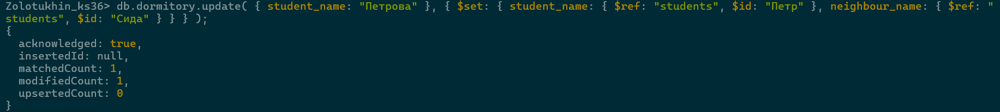 Zolotukhin_ks36> db.dormitory.update( { student_name: "Петрова" }, { $set: { student_name: { $ref: "students", $id: "Петр" }, neighbour_name: { $ref: "
students", $id: "Сида" } } } );
{
  acknowledged: true,
  insertedId: null,
  matchedCount: 1,
  modifiedCount: 1,
  upsertedCount: 0
}